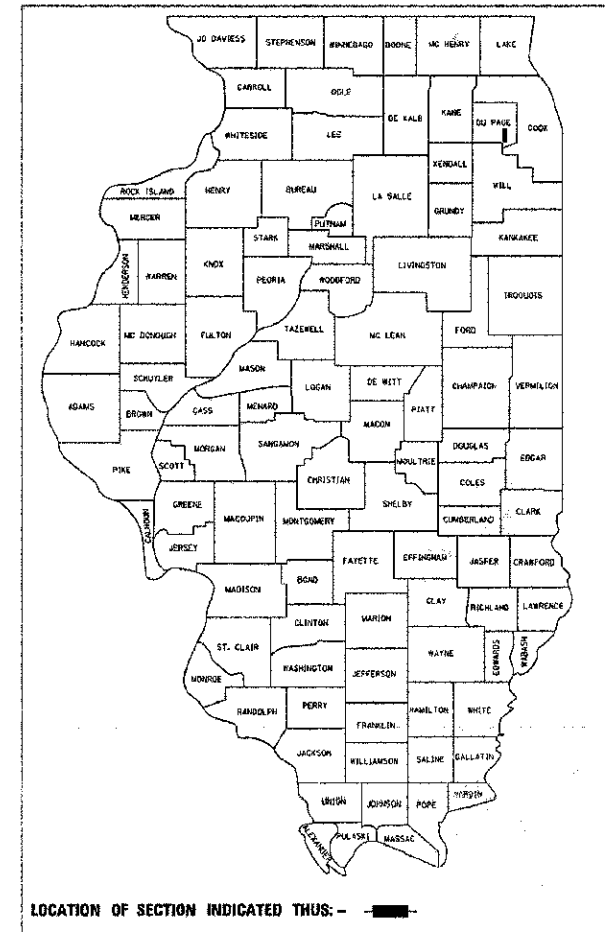 JO DAVIESS STEPHENSON WINNEBAGO BOONE MC HENRY LAKE
CARROLL OGLE DE KALB KANE DU PAGE COOK
WHITESIDE LEE KENDALL WILL
ROCK ISLAND HENRY BUREAU LA SALLE GRUNDY
MERCER PUTNAM KANKAKEE
STARK MARSHALL
HENDERSON WARREN KNOX PEORIA WOODFORD LIVINGSTON IROQUOIS
HANCOCK MC DONOUGH FULTON TAZEWELL MC LEAN FORD
SCHUYLER MASON LOGAN DE WITT CHAMPAIGN VERMILION
ADAMS BROWN CASS MENARD MACON PIATT
MORGAN SANGAMON DOUGLAS EDGAR
PIKE SCOTT CHRISTIAN MOULTRIE COLES
GREENE MACOUPIN MONTGOMERY SHELBY CUMBERLAND CLARK
CALHOUN JERSEY FAYETTE EFFINGHAM JASPER CRAWFORD
MADISON BOND CLAY RICHLAND LAWRENCE
CLINTON MARION
ST. CLAIR WAYNE EDWARDS WABASH
MONROE WASHINGTON JEFFERSON
RANDOLPH PERRY HAMILTON WHITE
FRANKLIN
JACKSON WILLIAMSON SALINE GALLATIN
UNION JOHNSON POPE HARDIN
ALEXANDER PULASKI MASSAC
LOCATION OF SECTION INDICATED THUS: -